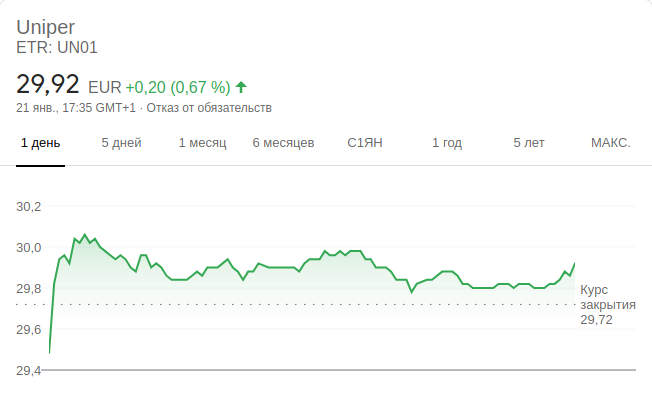 Uniper
ETR: UN01
29,92 EUR +0,20 (0,67 %)
21 янв., 17:35 GMT+1 · Отказ от обязательств
1 день 5 дней 1 месяц 6 месяцев С1ЯН 1 год 5 лет МАКС.
30,2
30,0
29,8
Курс
закрытия
29,72
29,6
29,4